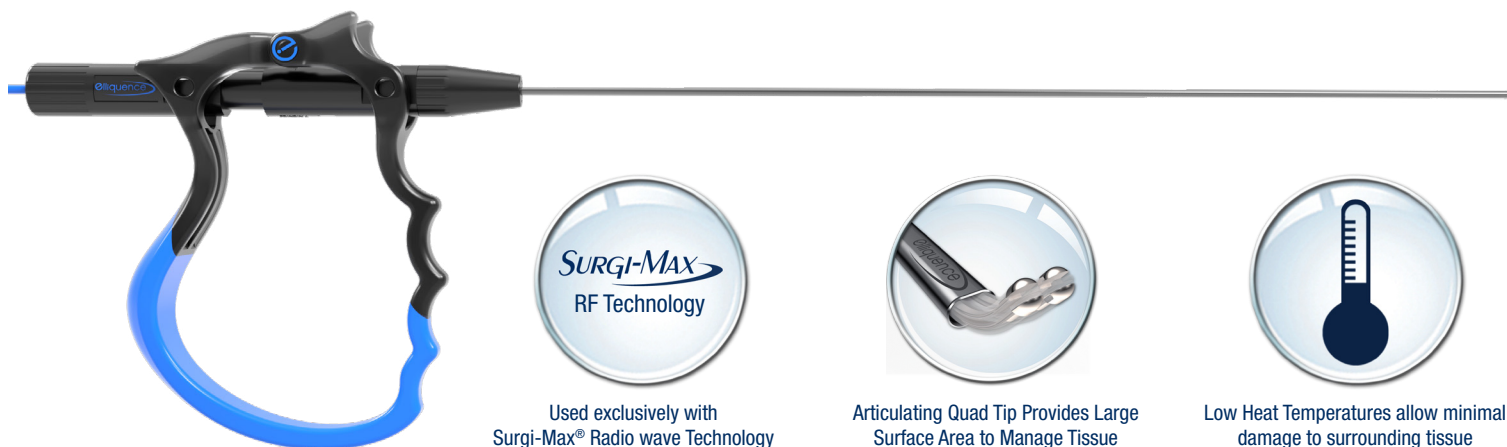 elliquence
SURGI-MAX
RF Technology
elliquence
Used exclusively with
Surgi-Max® Radio wave Technology
Articulating Quad Tip Provides Large
Surface Area to Manage Tissue
Low Heat Temperatures allow minimal
damage to surrounding tissue